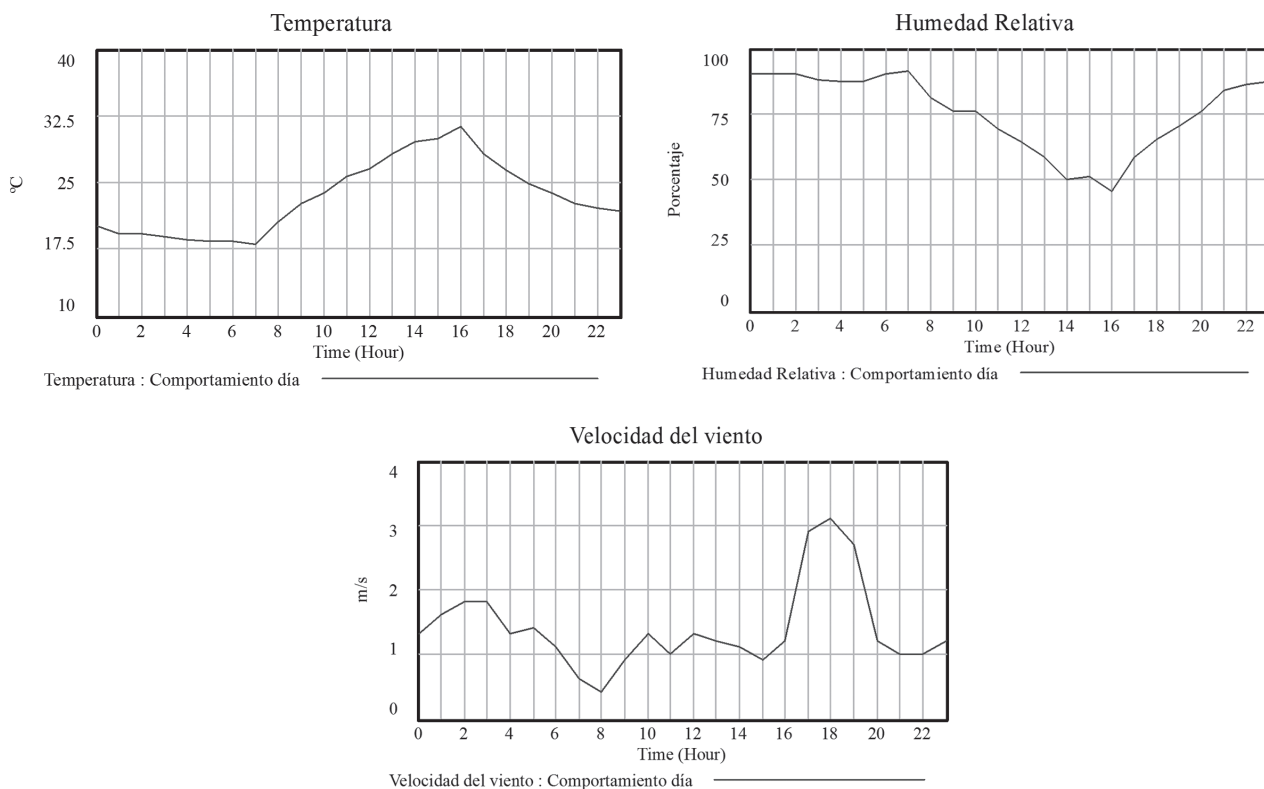 Temperatura
40
32.5
25
17.5
10
ºC
0 2 4 6 8 10 12 14 16 18 20 22
Time (Hour)
Temperatura : Comportamiento día
Humedad Relativa
100
75
50
25
0
Porcentaje
0 2 4 6 8 10 12 14 16 18 20 22
Time (Hour)
Humedad Relativa : Comportamiento día
Velocidad del viento
4
3
2
1
0
m/s
0 2 4 6 8 10 12 14 16 18 20 22
Time (Hour)
Velocidad del viento : Comportamiento día